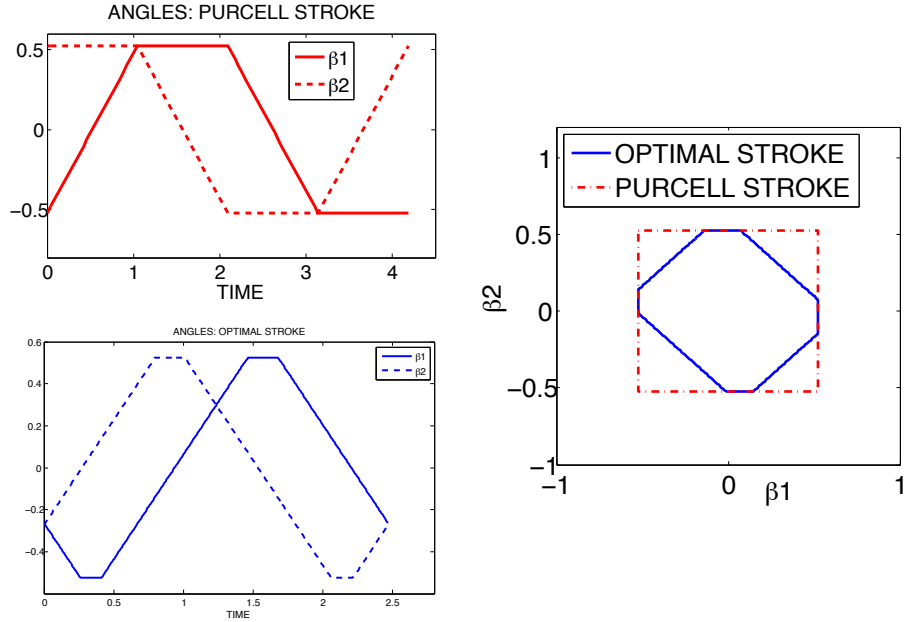 ANGLES: PURCELL STROKE
0.5
0
−0.5
β1
β2
0
1
2
3
4
TIME
ANGLES: OPTIMAL STROKE
0.6
0.4
0.2
0
−0.2
−0.4
β1
β2
0
0.5
1
1.5
2
2.5
TIME
OPTIMAL STROKE
PURCELL STROKE
1
0.5
0
−0.5
−1
β2
−1
0
1
β1